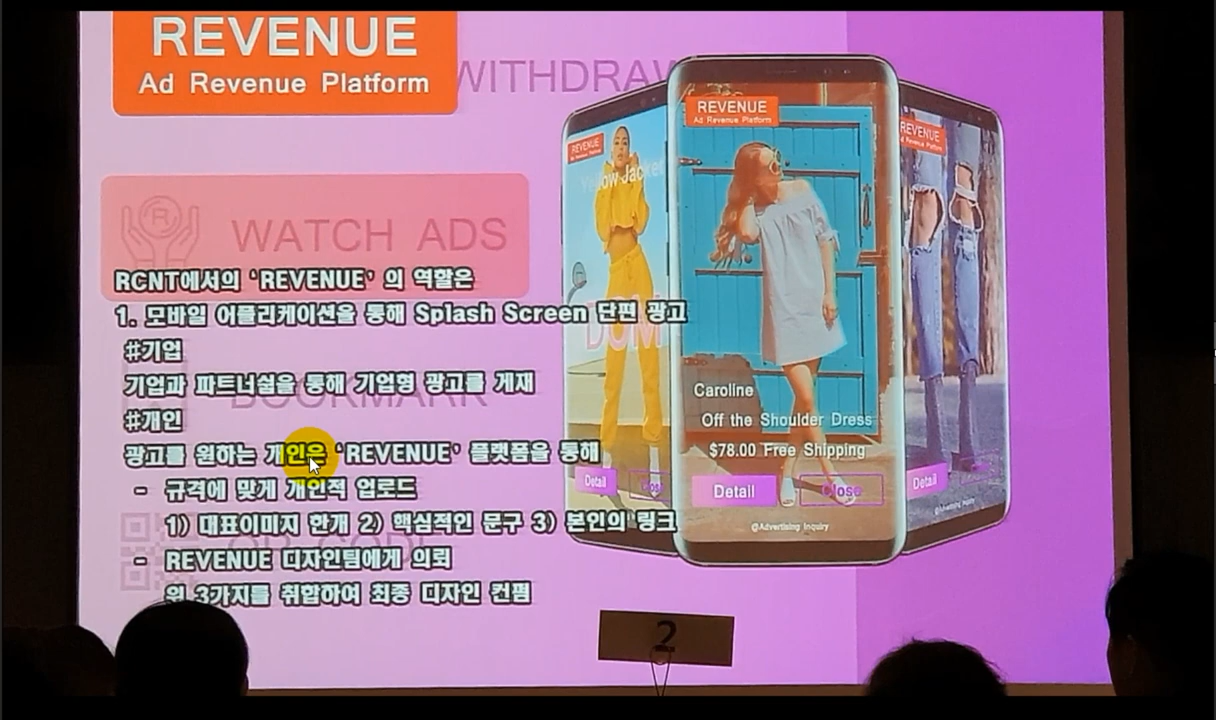 REVENUE
Ad Revenue Platform
WITHDRAW
WATCH ADS
BOOKMARK
QR CODE
RCNT에서의 ‘REVENUE’ 의 역할은
1. 모바일 어플리케이션을 통해 Splash Screen 단편 광고
#기업
기업과 파트너쉽을 통해 기업형 광고를 게재
#개인
광고를 원하는 개인은 ‘REVENUE’ 플랫폼을 통해
- 규격에 맞게 개인적 업로드
1) 대표이미지 한개 2) 핵심적인 문구 3) 본인의 링크
- REVENUE 디자인팀에게 의뢰
위 3가지를 취합하여 최종 디자인 컨펌
REVENUE
Ad Revenue Platform
Yellow Jacket
Detail
Close
REVENUE
Ad Revenue Platform
Caroline
Off the Shoulder Dress
$78.00 Free Shipping
Detail
Close
@Advertising Inquiry
REVENUE
Ad Revenue Platform
Detail
@Advertising Inquiry
2